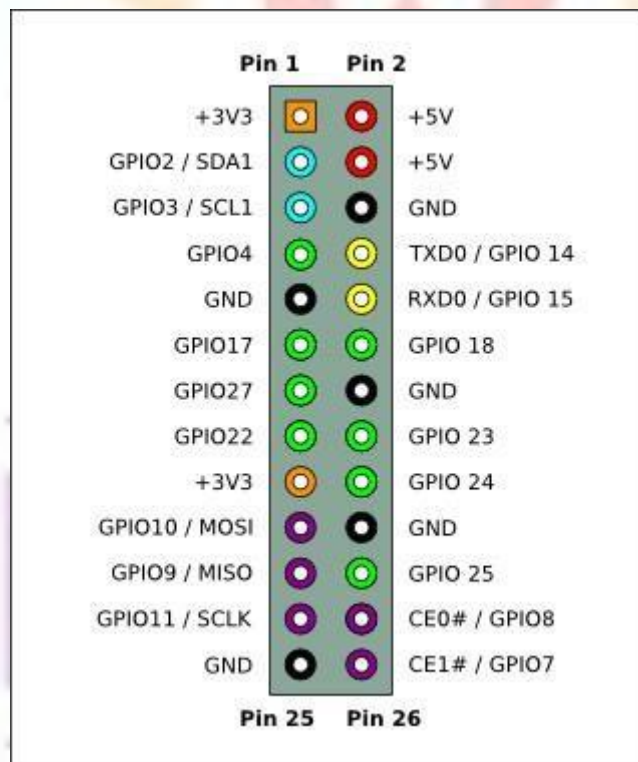 Pin 1 Pin 2
+3V3 +5V
GPIO2 / SDA1 +5V
GPIO3 / SCL1 GND
GPIO4 TXD0 / GPIO 14
GND RXD0 / GPIO 15
GPIO17 GPIO 18
GPIO27 GND
GPIO22 GPIO 23
+3V3 GPIO 24
GPIO10 / MOSI GND
GPIO9 / MISO GPIO 25
GPIO11 / SCLK CE0# / GPIO8
GND CE1# / GPIO7
Pin 25 Pin 26